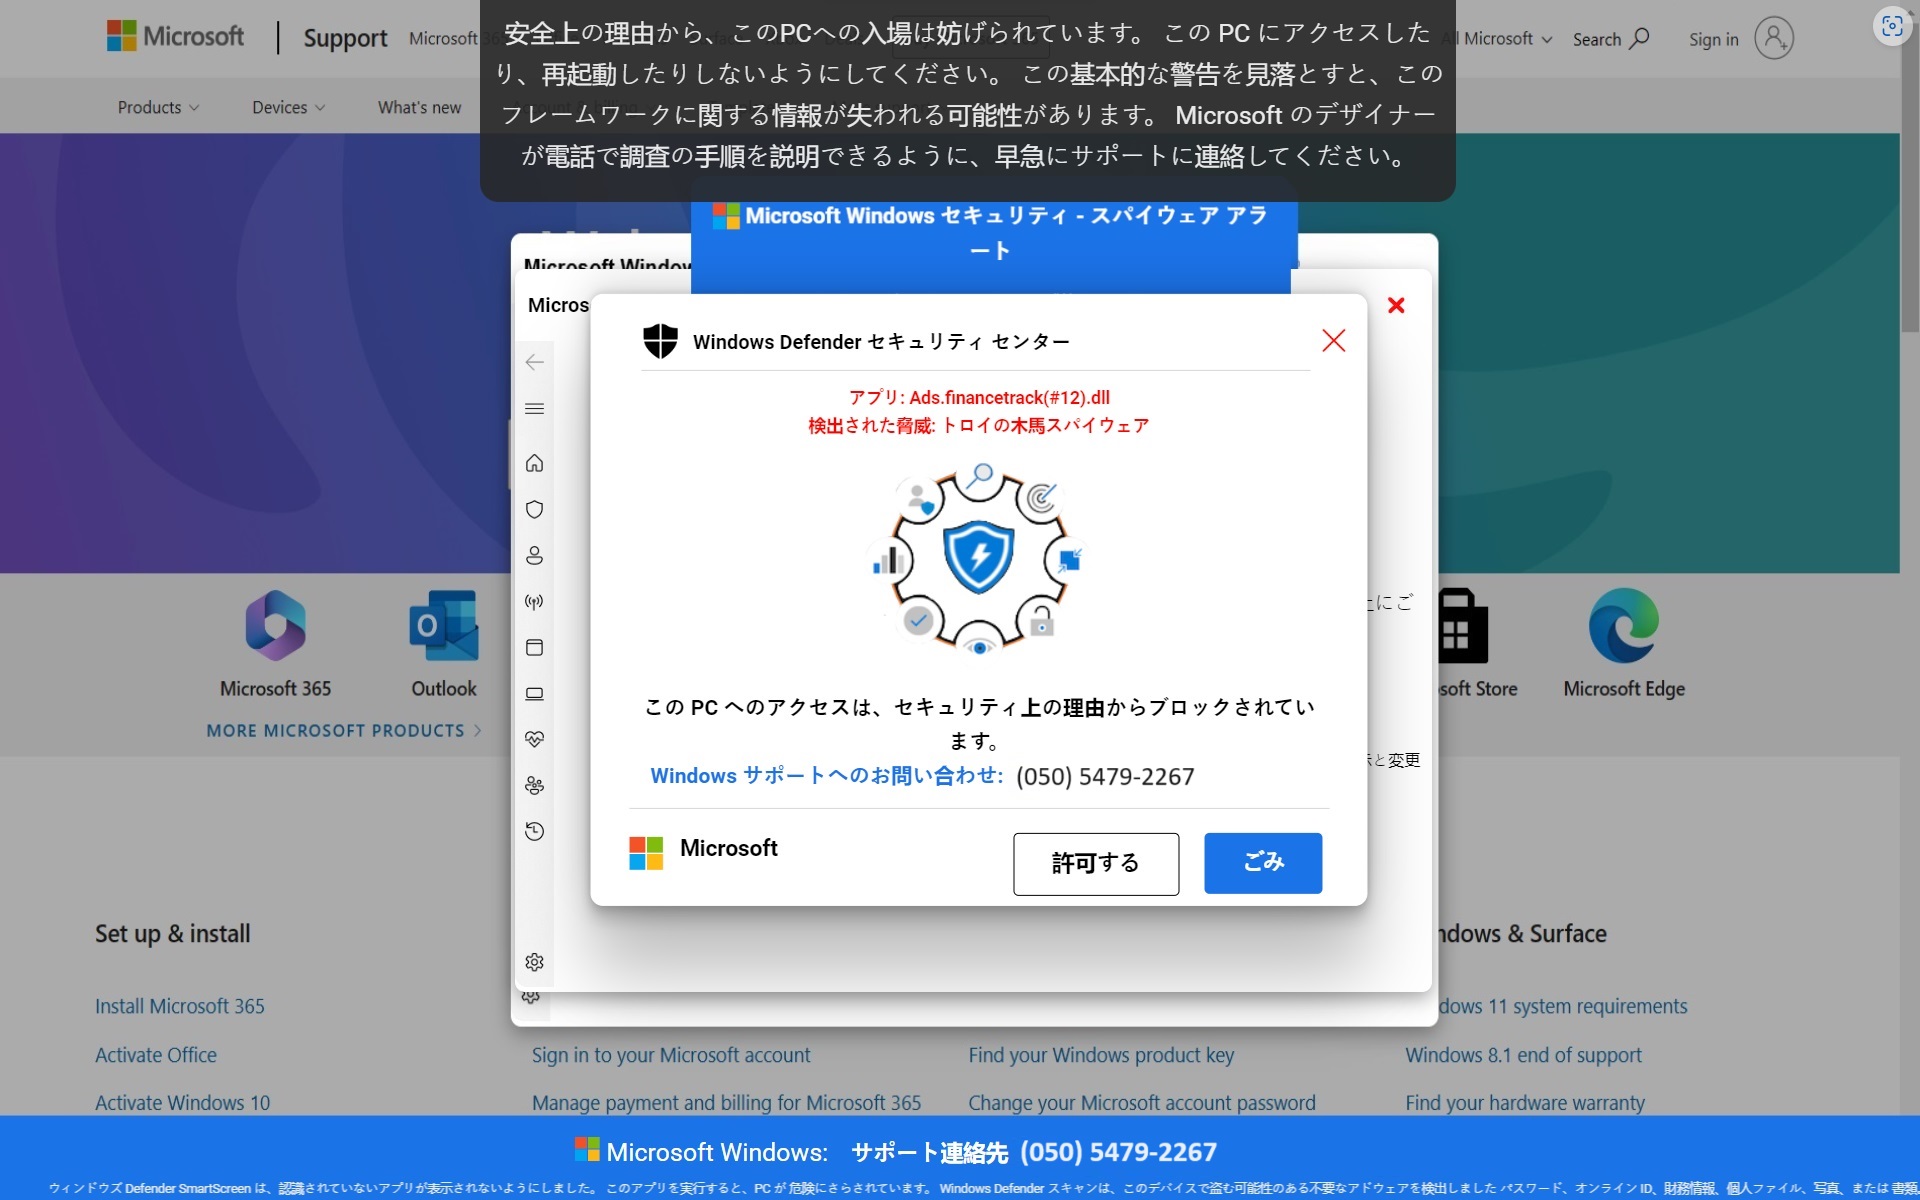 安全上の理由から、このPCへの入場は妨げられています。 この PC にアクセスした
り、再起動したりしないようにしてください。 この基本的な警告を見落とすと、この
フレームワークに関する情報が失われる可能性があります。 Microsoft のデザイナー
が電話で調査の手順を説明できるように、早急にサポートに連絡してください。
Microsoft
Support
Microsoft 365
All Microsoft
Search
Sign in
Products
Devices
What's new
Microsoft Windows セキュリティ - スパイウェア アラ
ート
Windows Defender セキュリティ センター
アプリ: Ads.financetrack(#12).dll
検出された脅威: トロイの木馬スパイウェア
この PC へのアクセスは、セキュリティ上の理由からブロックされてい
ます。
Windows サポートへのお問い合わせ: (050) 5479-2267
Microsoft
許可する
ごみ
にご
と変更
Microsoft 365
Outlook
Microsoft Edge
MORE MICROSOFT PRODUCTS
Set up & install
Install Microsoft 365
Activate Office
Activate Windows 10
Sign in to your Microsoft account
Manage payment and billing for Microsoft 365
Find your Windows product key
Change your Microsoft account password
& Surface
11 system requirements
Windows 8.1 end of support
Find your hardware warranty
Microsoft Windows: サポート連絡先 (050) 5479-2267
ウィンドウズ Defender SmartScreen は、認識されていないアプリが表示されないようにしました。 このアプリを実行すると、PC が 危険にさらされています。 Windows Defender スキャンは、このデバイスで盗む可能性のある不要なアドウェアを検出しました パスワード、オンライン ID、財務情報、個人ファイル、写真、または 書類